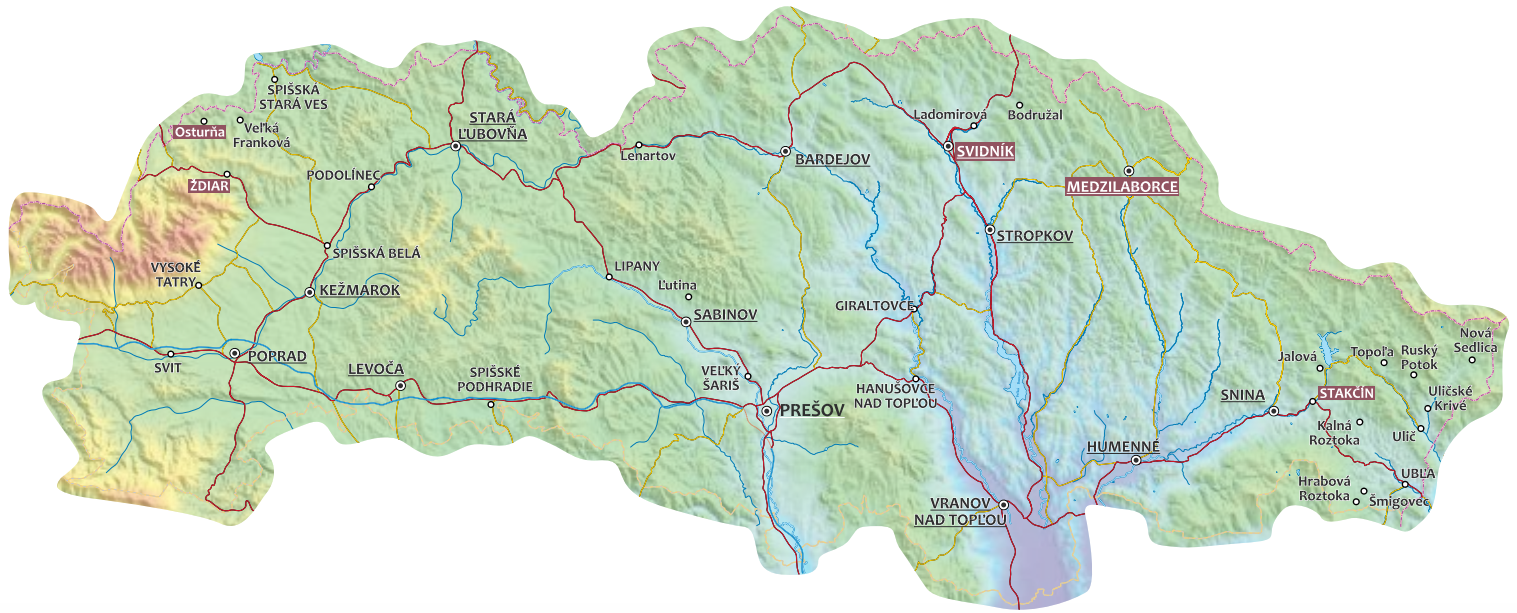 SPIŠSKÁ
STARÁ VES
Osturňa
Veľká
Franková
ŽDIAR
STARÁ
ĽUBOVŇA
PODOLÍNEC
Lenartov
BARDEJOV
Ladomirová
Bodružal
SVIDNÍK
MEDZILABORCE
STROPKOV
SPIŠSKÁ BELÁ
VYSOKÉ
TATRY
KEŽMAROK
LIPANY
Ľutina
SABINOV
GIRALTOVCE
SVIT
POPRAD
LEVOČA
SPIŠSKÉ
PODHRADIE
VEĽKÝ
ŠARIŠ
PREŠOV
HANUŠOVCE
NAD TOPĽOU
Jalová
Topoľa
Ruský
Potok
Nová
Sedlica
SNINA
STAKČÍN
Uličské
Krivé
Kalná
Roztoka
Ulič
HUMENNÉ
UBĽA
Hrabová
Roztoka
Šmigovec
VRANOV
NAD TOPĽOU